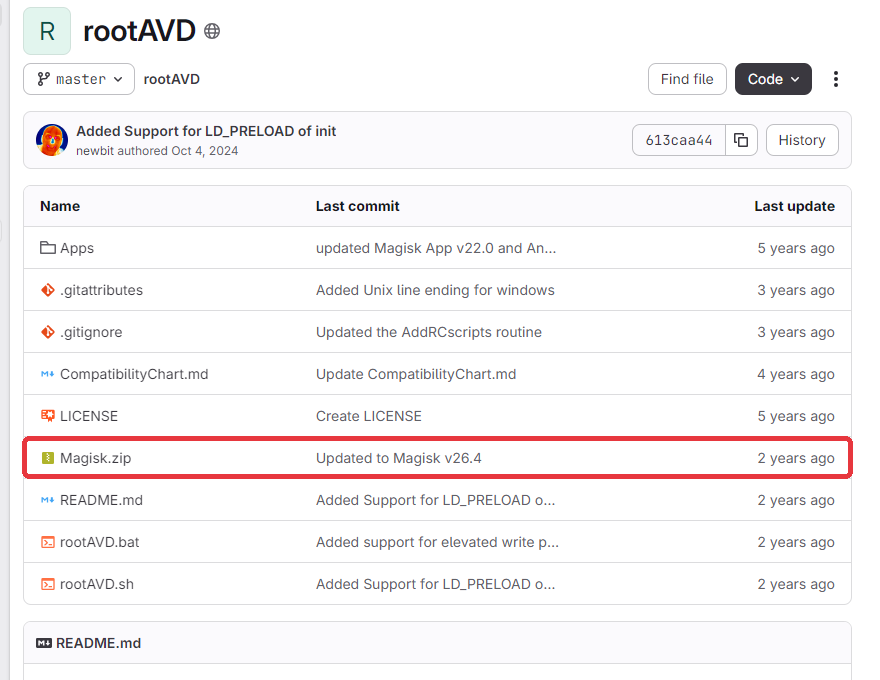 R rootAVD
master rootAVD Find file Code
Added Support for LD_PRELOAD of init
newbit authored Oct 4, 2024
613caa44 History
Name Last commit Last update
Apps updated Magisk App v22.0 and An... 5 years ago
.gitattributes Added Unix line ending for windows 3 years ago
.gitignore Updated the AddRCscripts routine 3 years ago
CompatibilityChart.md Update CompatibilityChart.md 4 years ago
LICENSE Create LICENSE 5 years ago
Magisk.zip Updated to Magisk v26.4 2 years ago
README.md Added Support for LD_PRELOAD o... 2 years ago
rootAVD.bat Added support for elevated write p... 2 years ago
rootAVD.sh Added Support for LD_PRELOAD o... 2 years ago
README.md